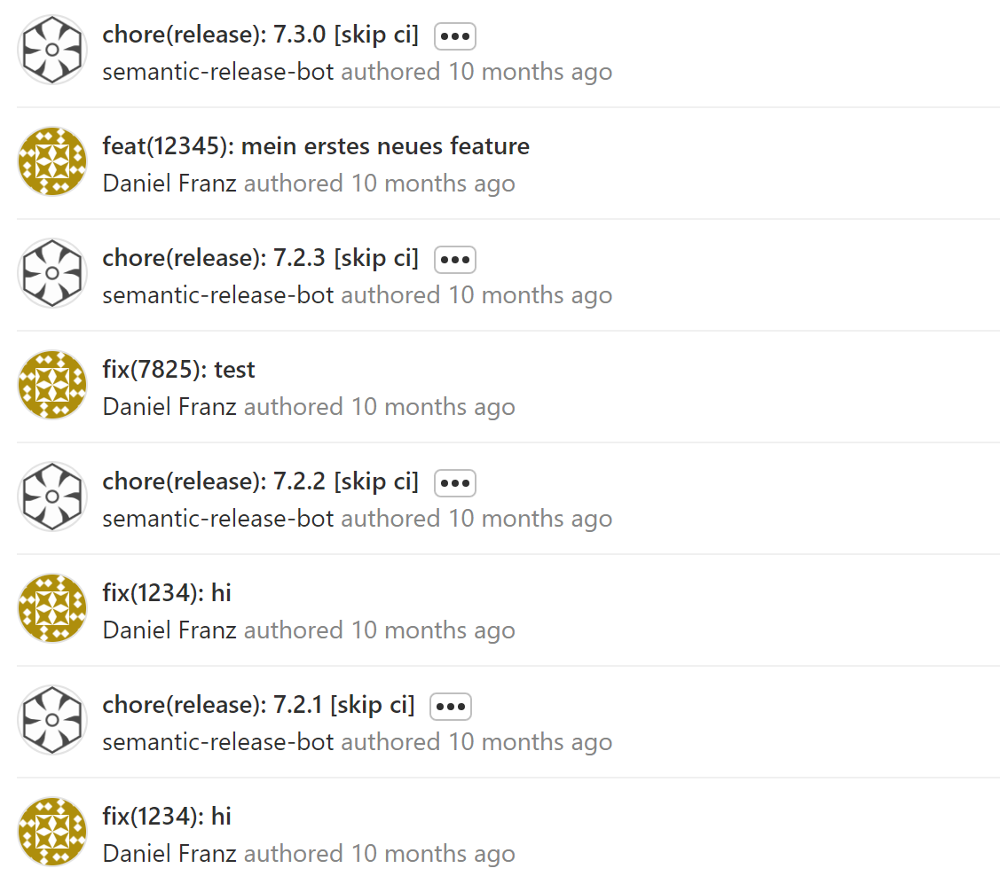 chore(release): 7.3.0 [skip ci] •••
semantic-release-bot authored 10 months ago
feat(12345): mein erstes neues feature
Daniel Franz authored 10 months ago
chore(release): 7.2.3 [skip ci] •••
semantic-release-bot authored 10 months ago
fix(7825): test
Daniel Franz authored 10 months ago
chore(release): 7.2.2 [skip ci] •••
semantic-release-bot authored 10 months ago
fix(1234): hi
Daniel Franz authored 10 months ago
chore(release): 7.2.1 [skip ci] •••
semantic-release-bot authored 10 months ago
fix(1234): hi
Daniel Franz authored 10 months ago